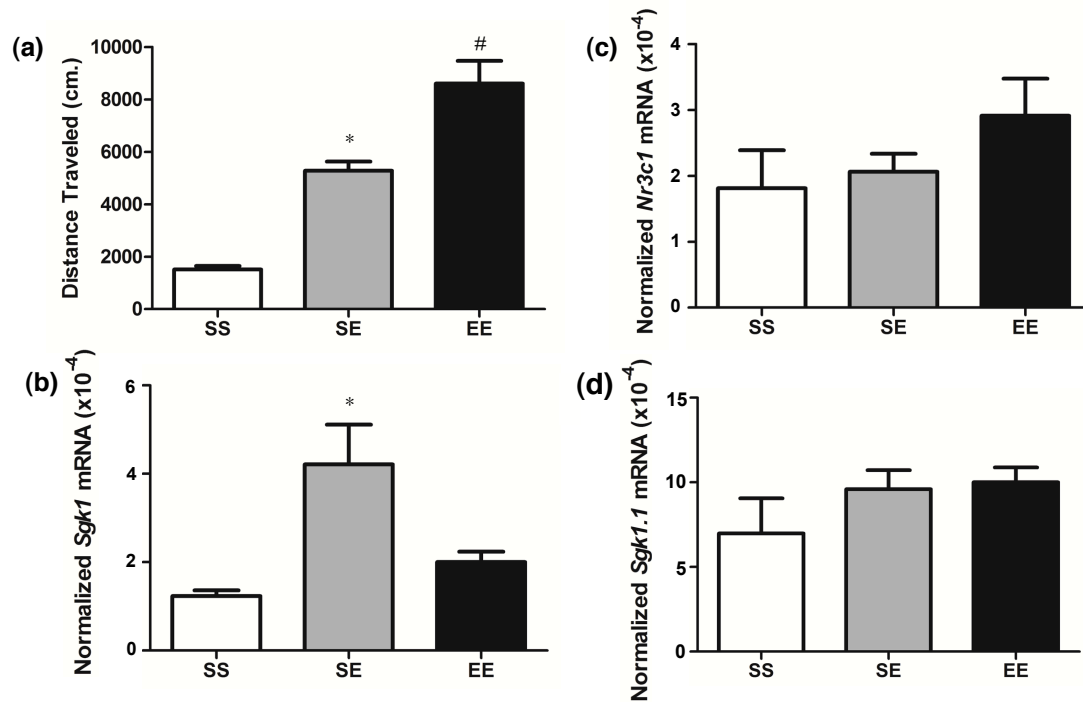 (a)
Distance Traveled (cm.)
10000
8000
6000
4000
2000
0
*
#
SS SE EE
(c)
Normalized Nr3c1 mRNA (x10-4)
4
3
2
1
0
SS SE EE
(b)
Normalized Sgk1 mRNA (x10-4)
6
4
2
0
*
SS SE EE
(d)
Normalized Sgk1.1 mRNA (x10-4)
15
10
5
0
SS SE EE